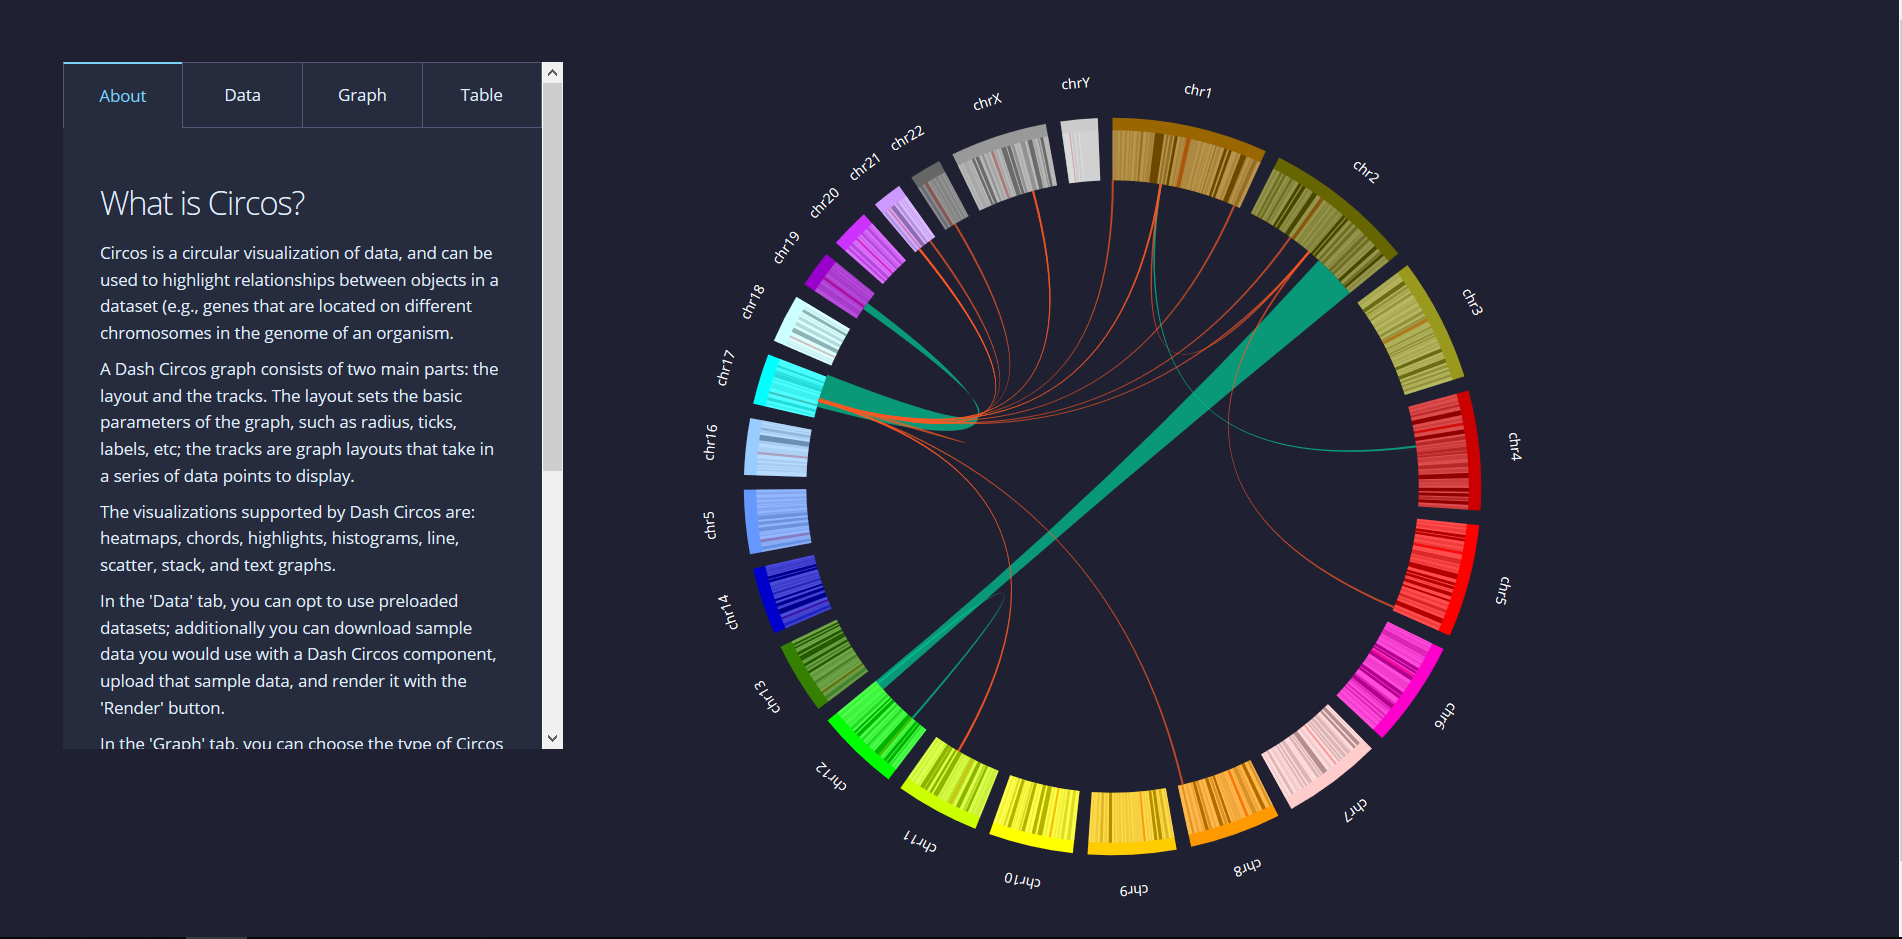 About
Data
Graph
Table
What is Circos?
Circos is a circular visualization of data, and can be
used to highlight relationships between objects in a
dataset (e.g., genes that are located on different
chromosomes in the genome of an organism.
A Dash Circos graph consists of two main parts: the
layout and the tracks. The layout sets the basic
parameters of the graph, such as radius, ticks,
labels, etc; the tracks are graph layouts that take in
a series of data points to display.
The visualizations supported by Dash Circos are:
heatmaps, chords, highlights, histograms, line,
scatter, stack, and text graphs.
In the 'Data' tab, you can opt to use preloaded
datasets; additionally you can download sample
data you would use with a Dash Circos component,
upload that sample data, and render it with the
'Render' button.
In the 'Graph' tab, you can choose the type of Circos
chr1
chr2
chr3
chr4
chr5
chr6
chr7
chr8
chr9
chr10
chr11
chr12
chr13
chr14
chr5
chr16
chr17
chr18
chr19
chr20
chr21
chr22
chrX
chrY